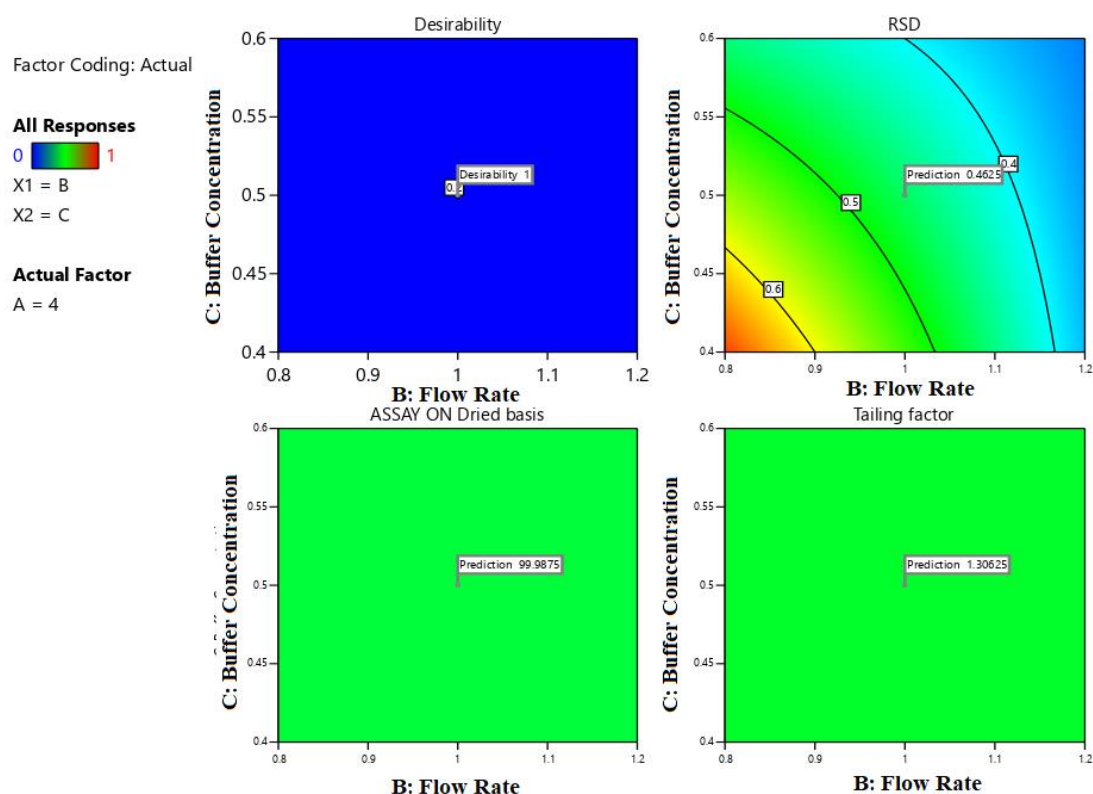 Factor Coding: Actual
All Responses
0 1
X1 = B
X2 = C
Actual Factor
A = 4
Desirability
C: Buffer Concentration
0.6
0.55
0.5
0.45
0.4
Desirability 1
0.8 0.9 1 1.1 1.2
B: Flow Rate
RSD
C: Buffer Concentration
0.6
0.55
0.5
0.45
0.4
0.4
Prediction 0.4625
0.5
0.6
0.8 0.9 1 1.1 1.2
B: Flow Rate
ASSAY ON Dried basis
C: Buffer Concentration
0.6
0.55
0.5
0.45
0.4
Prediction 99.9875
0.8 0.9 1 1.1 1.2
B: Flow Rate
Tailing factor
C: Buffer Concentration
0.6
0.55
0.5
0.45
0.4
Prediction 1.30625
0.8 0.9 1 1.1 1.2
B: Flow Rate